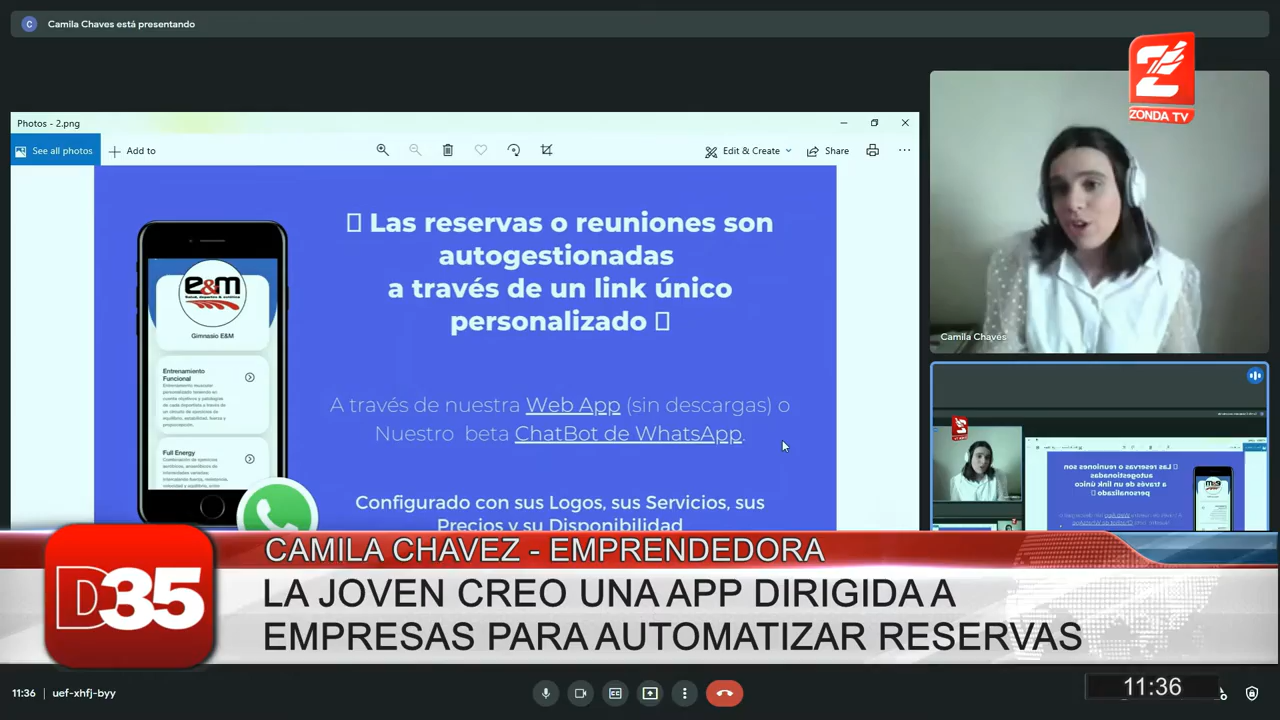 C Camila Chaves está presentando
ZONDA TV
Photos - 2.png
See all photos
Add to
Edit & Create
Share
Las reservas o reuniones son
autogestionadas
a través de un link único
personalizado
e&m
Salud, deportes & estética
Gimnasio E&M
Entrenamiento
Funcional
Full Energy
A través de nuestra Web App (sin descargas) o
Nuestro beta ChatBot de WhatsApp.
Configurado con sus Logos, sus Servicios, sus
Precios y su Disponibilidad
Camila Chavés
D35
CAMILA CHAVEZ - EMPRENDEDORA
LA JOVEN CREO UNA APP DIRIGIDA A
EMPRESAS PARA AUTOMATIZAR RESERVAS
11:36 uef-xhfj-byy
11:36